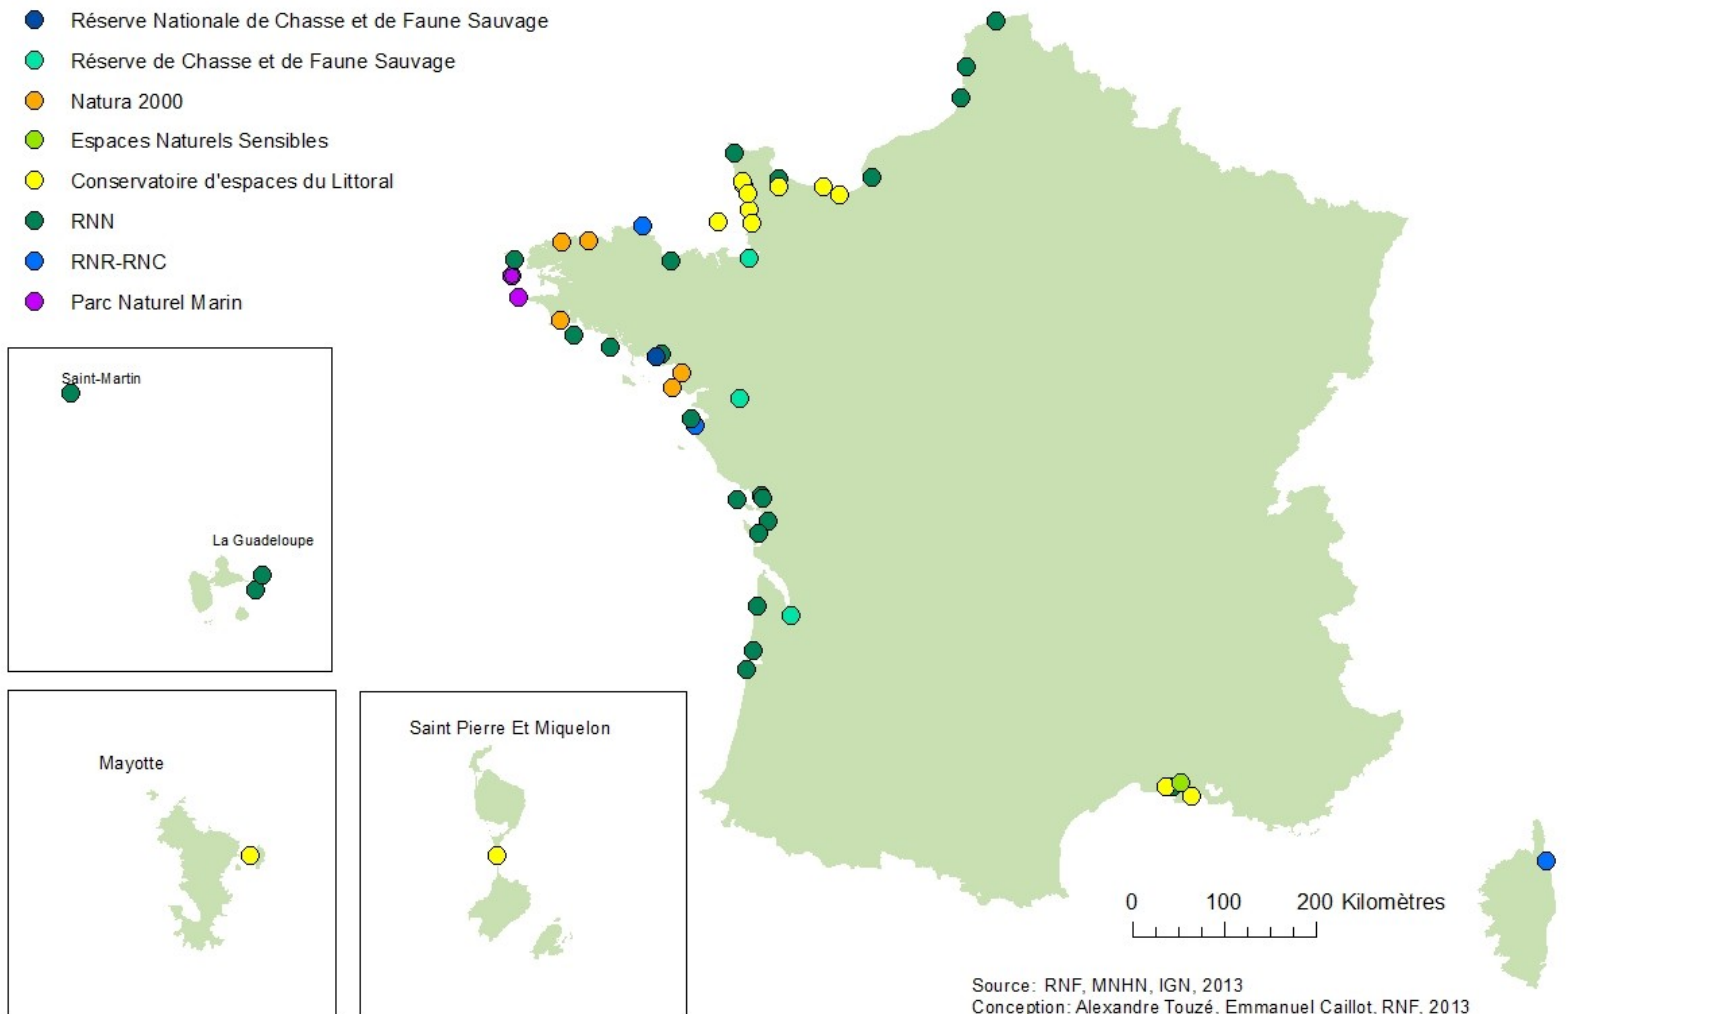 Réserve Nationale de Chasse et de Faune Sauvage
Réserve de Chasse et de Faune Sauvage
Natura 2000
Espaces Naturels Sensibles
Conservatoire d'espaces du Littoral
RNN
RNR-RNC
Parc Naturel Marin
Saint-Martin
La Guadeloupe
Mayotte
Saint Pierre Et Miquelon
0 100 200 Kilomètres
Source: RNF, MNHN, IGN, 2013
Conception: Alexandre Touzé, Emmanuel Caillot, RNF, 2013